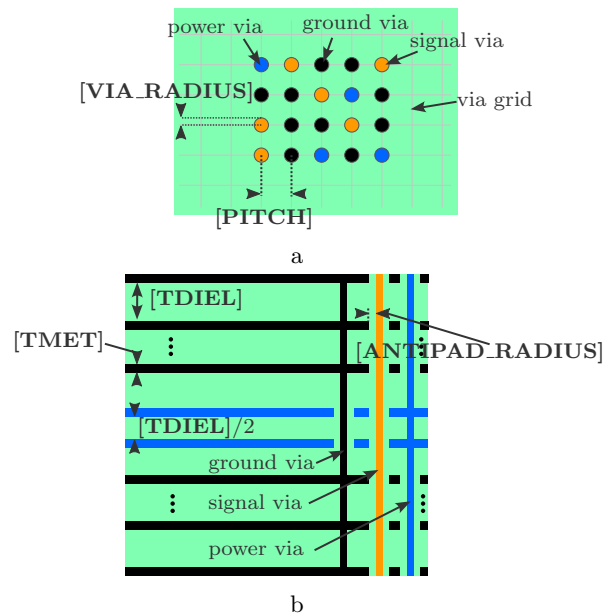 power via
ground via
signal via
[VIA_RADIUS]
via grid
[PITCH]
a
[TDIEL]
[TMET]
[ANTIPAD_RADIUS]
[TDIEL]/2
ground via
signal via
power via
b